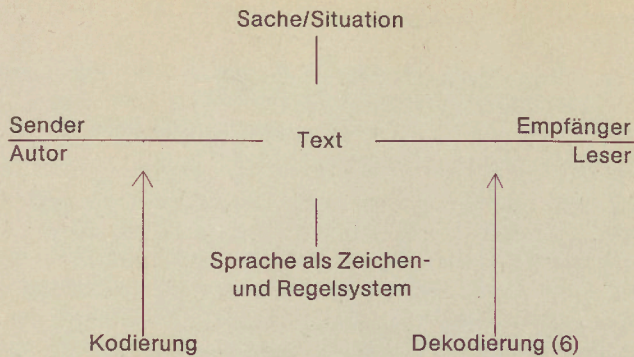 Sache/Situation
Sender
Autor
Text
Empfänger
Leser
Sprache als Zeichen-
und Regelsystem
Kodierung
Dekodierung (6)